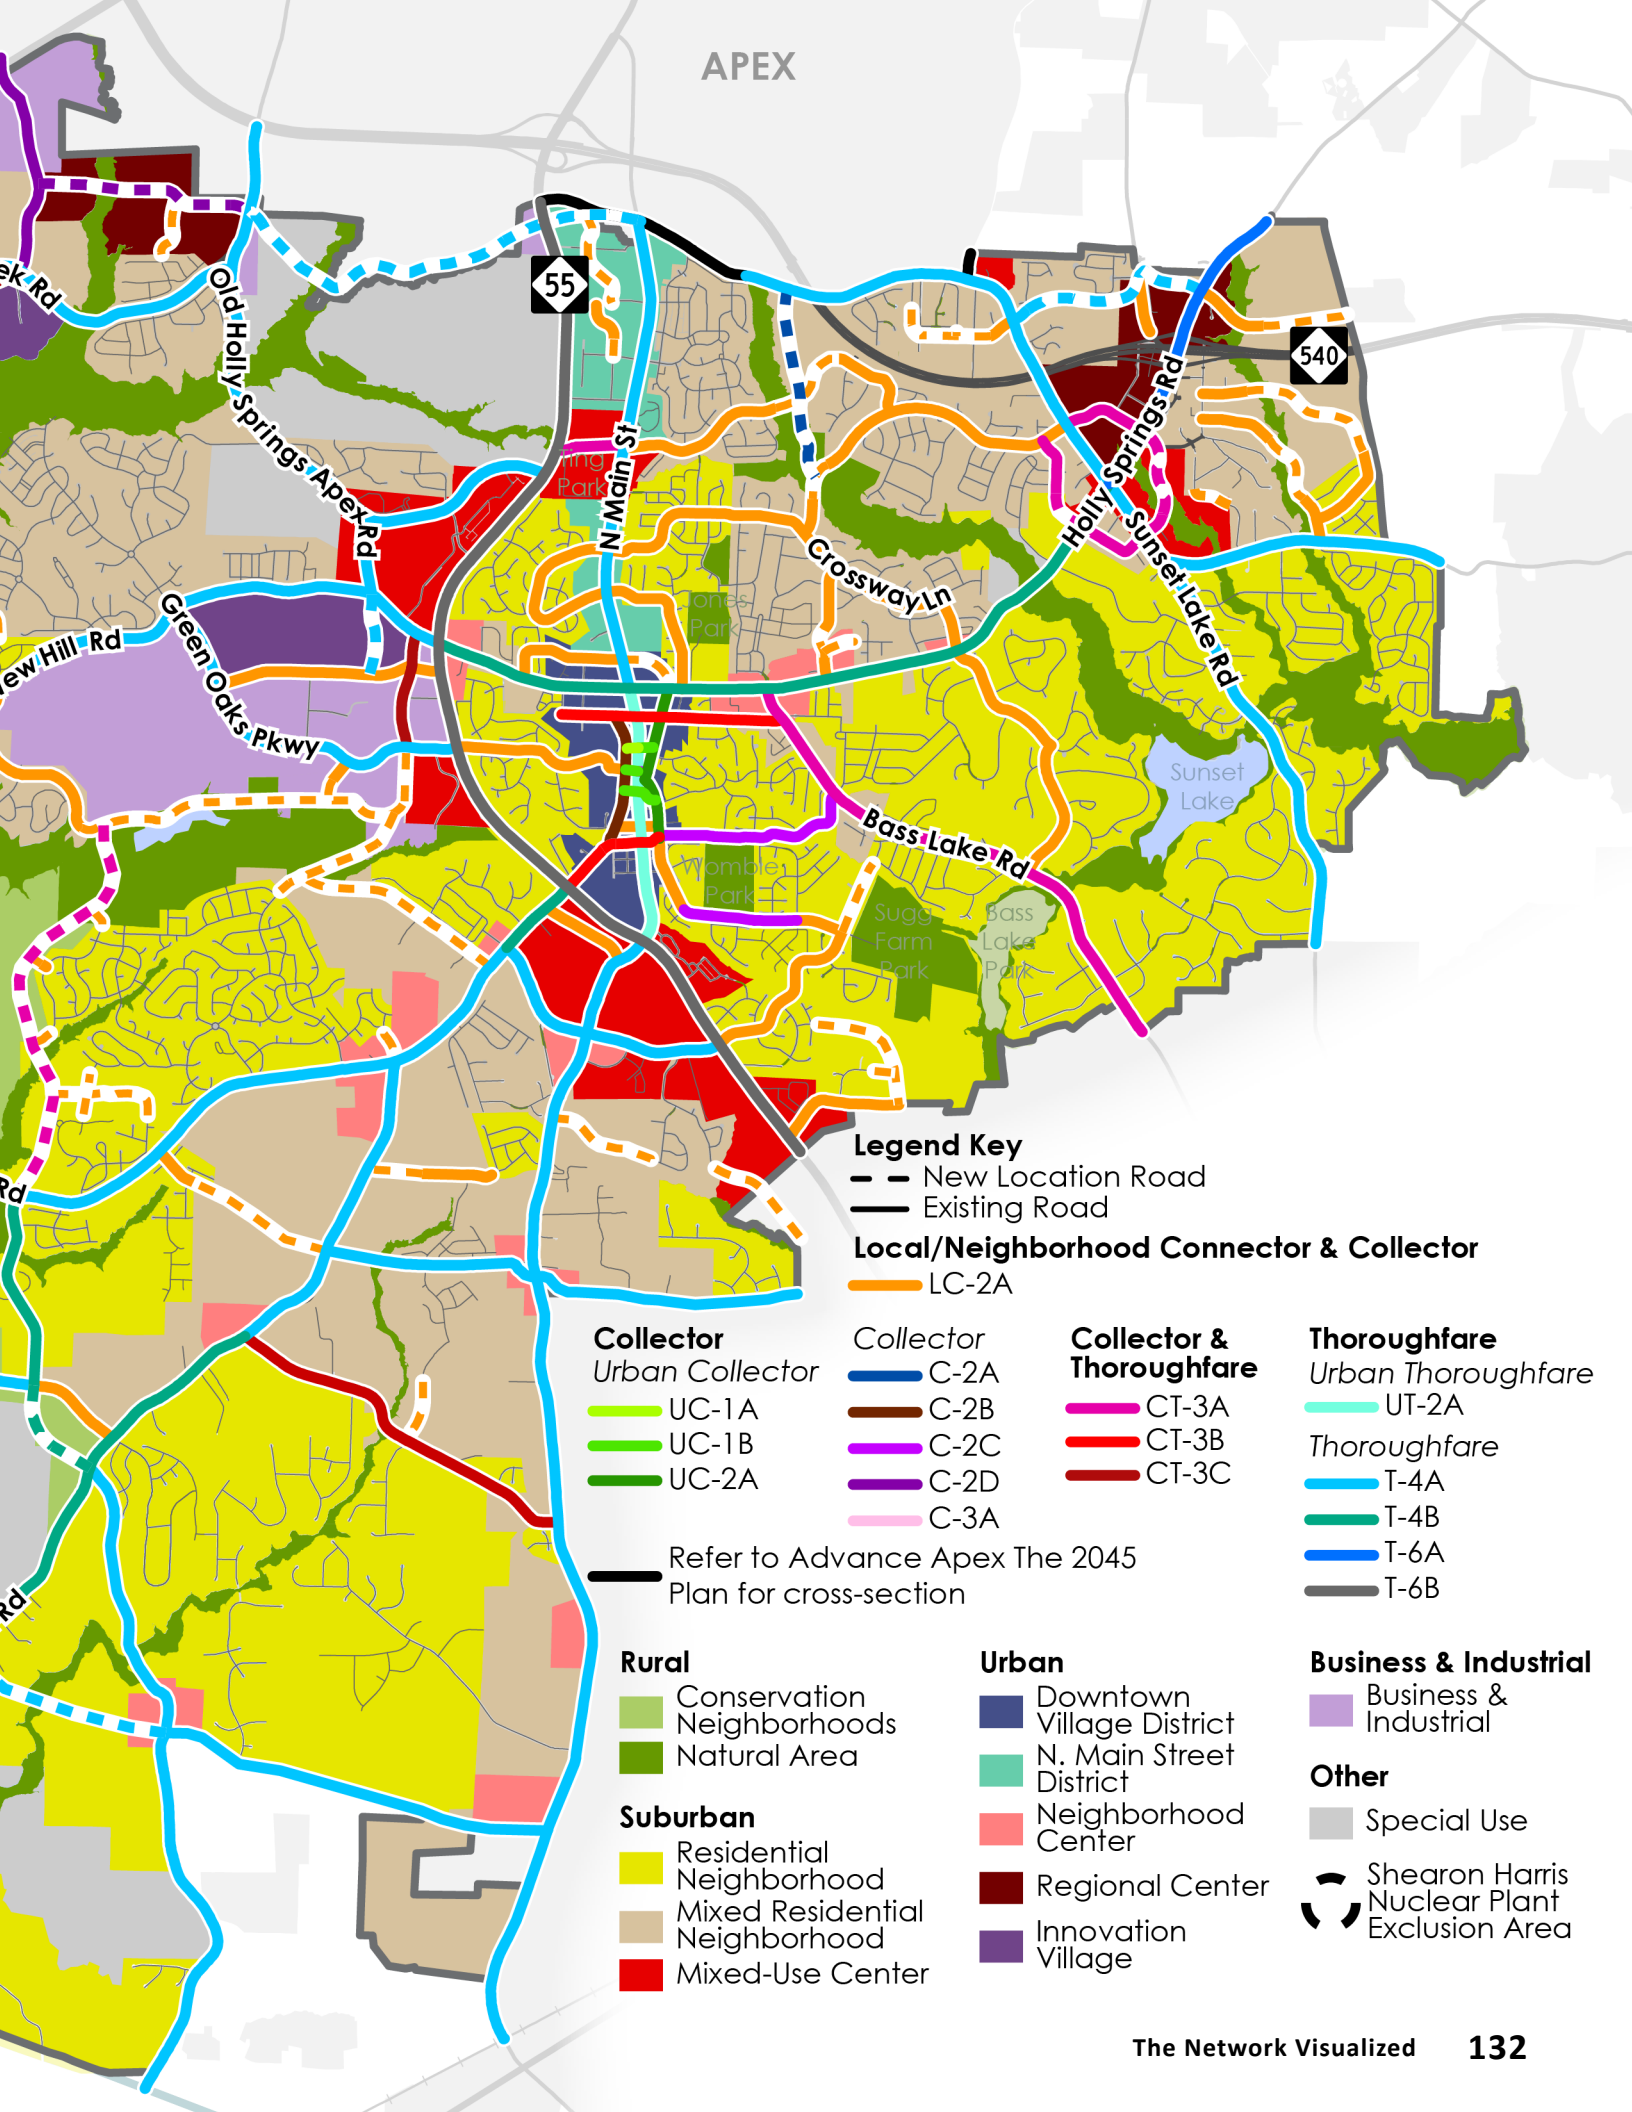 APEX
55
540
ek Rd
Old Holly Springs Apex Rd
Holly Springs Rd
Ting
Park
N Main St
Crossway Ln
Jones
Park
Sunset Lake Rd
Green Oaks Pkwy
ew Hill Rd
Sunset
Lake
Bass Lake Rd
Womble
Park
Sugg
Farm
Park
Bass
Lake
Park
Rd
Rd
Legend Key
New Location Road
Existing Road
Local/Neighborhood Connector & Collector
LC-2A
Collector
Urban Collector
UC-1A
UC-1B
UC-2A
Collector
C-2A
C-2B
C-2C
C-2D
C-3A
Collector &
Thoroughfare
CT-3A
CT-3B
CT-3C
Thoroughfare
Urban Thoroughfare
UT-2A
Thoroughfare
T-4A
T-4B
T-6A
T-6B
Refer to Advance Apex The 2045
Plan for cross-section
Rural
Conservation
Neighborhoods
Natural Area
Suburban
Residential
Neighborhood
Mixed Residential
Neighborhood
Mixed-Use Center
Urban
Downtown
Village District
N. Main Street
District
Neighborhood
Center
Regional Center
Innovation
Village
Business & Industrial
Business &
Industrial
Other
Special Use
Shearon Harris
Nuclear Plant
Exclusion Area
The Network Visualized 132